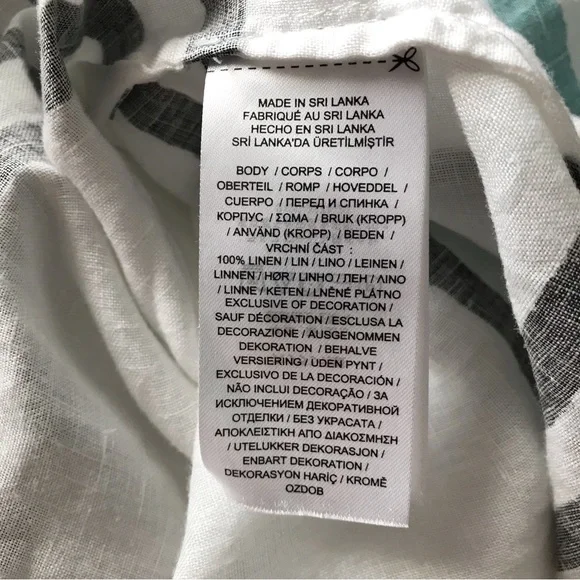 MADE IN SRI LANKA
FABRIQUÉ AU SRI LANKA
HECHO EN SRI LANKA
SRİ LANKA'DA ÜRETİLMİŞTİR
BODY / CORPS / CORPO /
OBERTEIL / ROMP / HOVEDDEL /
CUERPO / ПЕРЕД И СПИНКА /
КОРПУС / ΣΩΜΑ / BRUK (KROPP)
/ ANVÄND (KROPP) / BEDEN /
VRCHNÍ ČÁST :
100% LINEN / LIN / LINO / LEINEN /
LINNEN / HØR / LINHO / ЛЕН / ΛΙΝΟ
/ LINNE / KETEN / LNĚNÉ PLÁTNO
EXCLUSIVE OF DECORATION /
SAUF DÉCORATION / ESCLUSA LA
DECORAZIONE / AUSGENOMMEN
DEKORATION / BEHALVE
VERSIERING / UDEN PYNT /
EXCLUSIVO DE LA DECORACIÓN /
NÃO INCLUI DECORAÇÃO / ЗА
ИСКЛЮЧЕНИЕМ ДЕКОРАТИВНОЙ
ОТДЕЛКИ / БЕЗ УКРАСАТА /
ΑΠΟΚΛΕΙΣΤΙΚΗ ΑΠΟ ΔΙΑΚΟΣΜΗΣΗ
/ UTELUKKER DEKORASJON /
ENBART DEKORATION /
DEKORASYON HARİÇ / KROMĚ
OZDOB